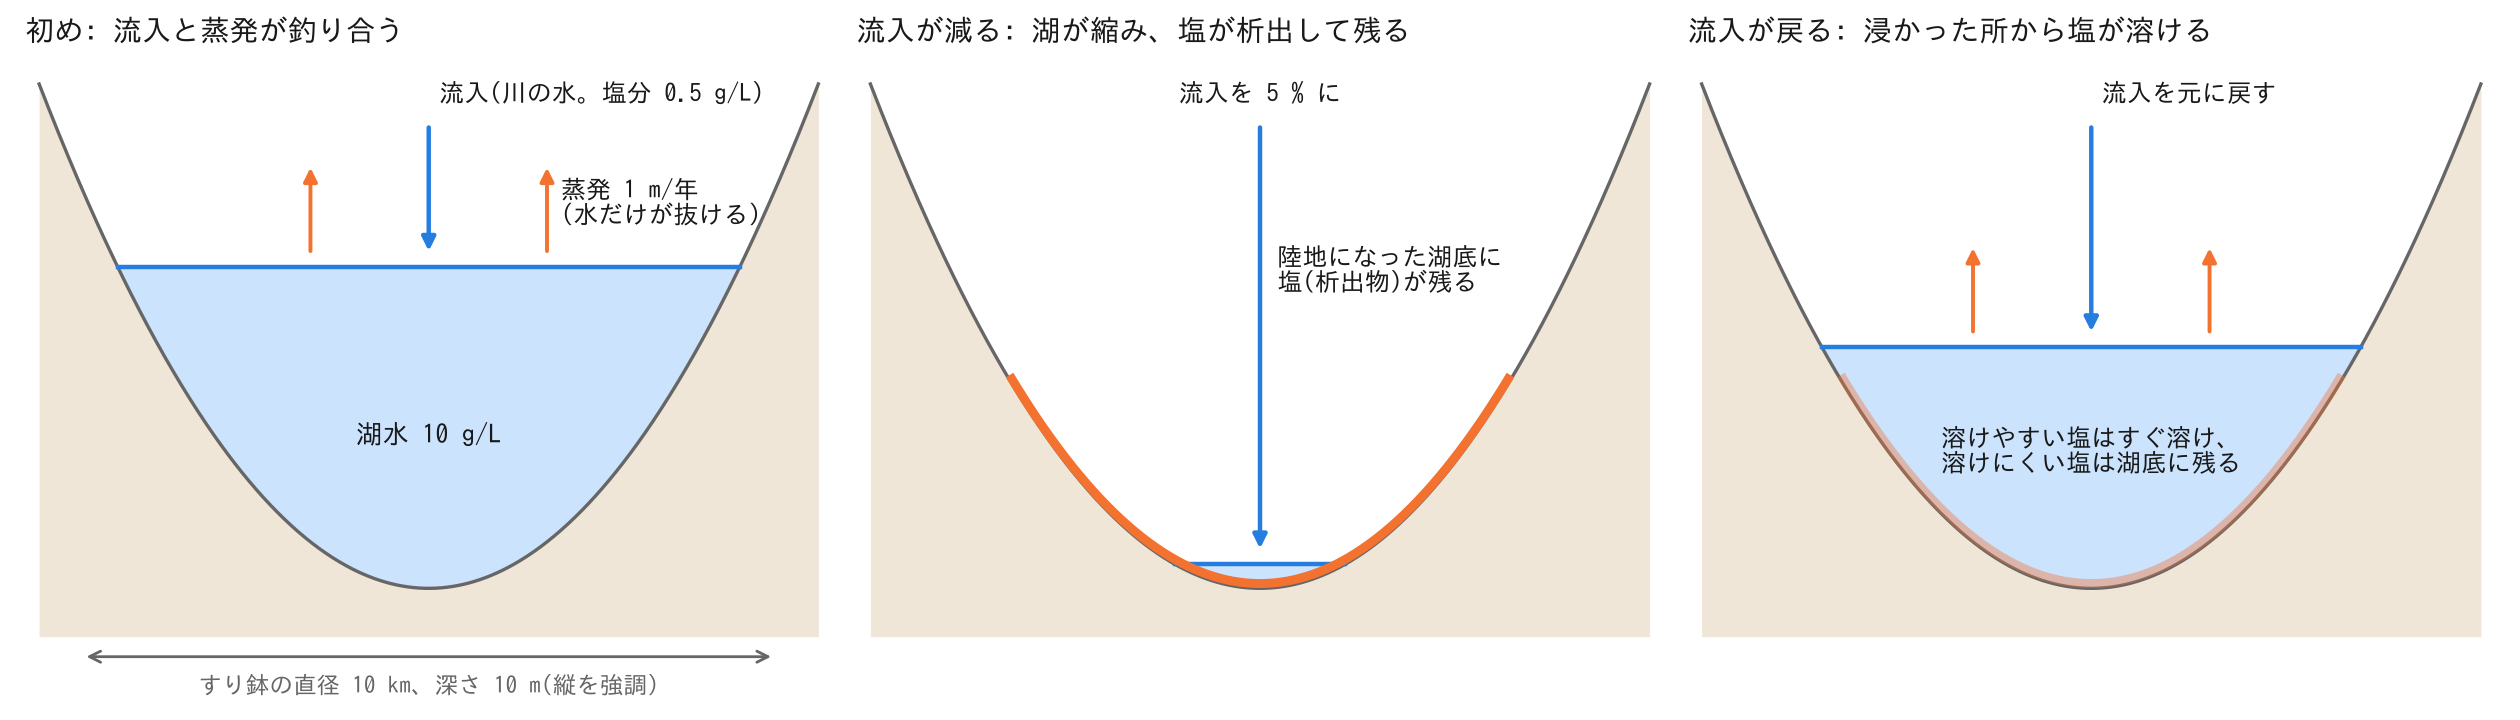 初め: 流入と蒸発が釣り合う
流入(川の水。塩分 0.5 g/L)
蒸発 1 m/年
(水だけが抜ける)
湖水 10 g/L
すり鉢の直径 10 km、深さ 10 m(縦を強調)
流入が減る: 湖が縮み、塩が析出して残る
流入を 5 % に
陸地になった湖底に
塩(析出物)が残る
流入が戻る: 浸かった所から塩が溶ける
流入を元に戻す
溶けやすい塩はすぐ溶け、
溶けにくい塩は湖底に残る